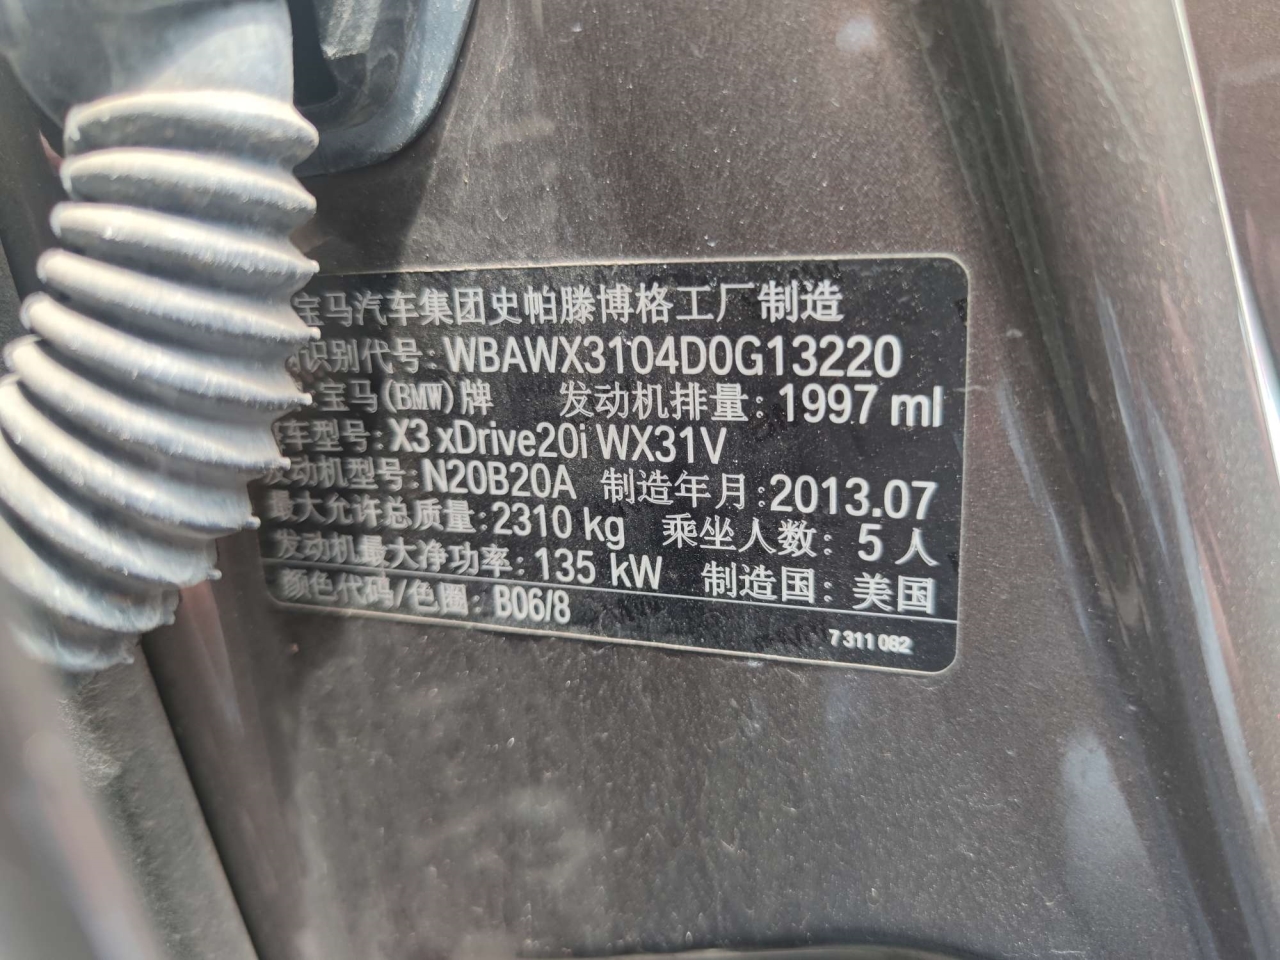 宝马汽车集团史帕滕博格工厂制造
识别代号: WBAWX3104D0G13220
宝马(BMW)牌 发动机排量: 1997 ml
车型号: X3 xDrive20i WX31V
发动机型号: N20B20A 制造年月: 2013.07
最大允许总质量: 2310 kg 乘坐人数: 5 人
发动机最大净功率: 135 kW 制造国: 美国
颜色代码/色圈: B06/8
7 311 082